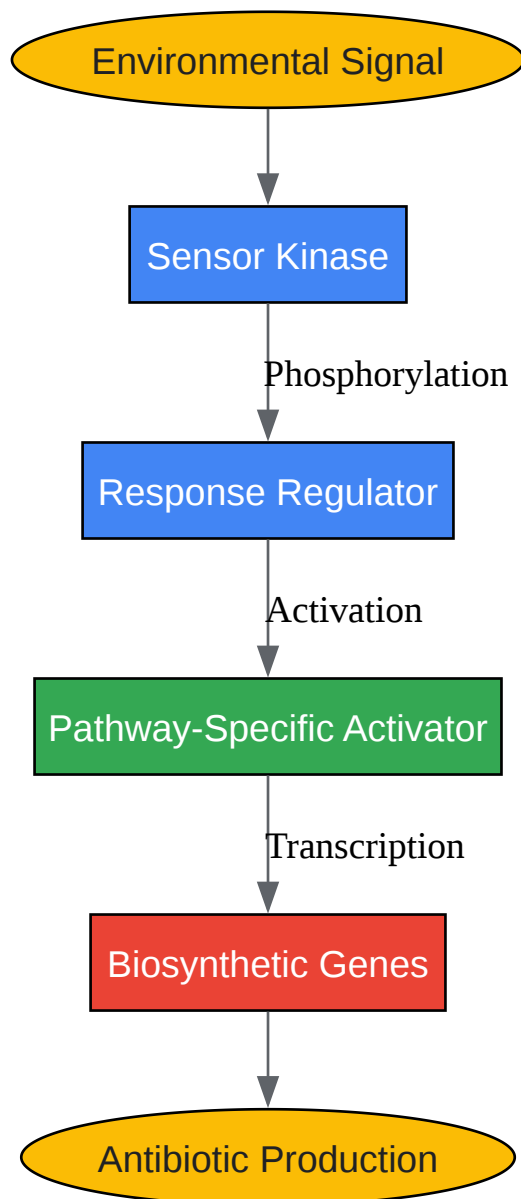 Environmental Signal
Sensor Kinase
Phosphorylation
Response Regulator
Activation
Pathway-Specific Activator
Transcription
Biosynthetic Genes
Antibiotic Production